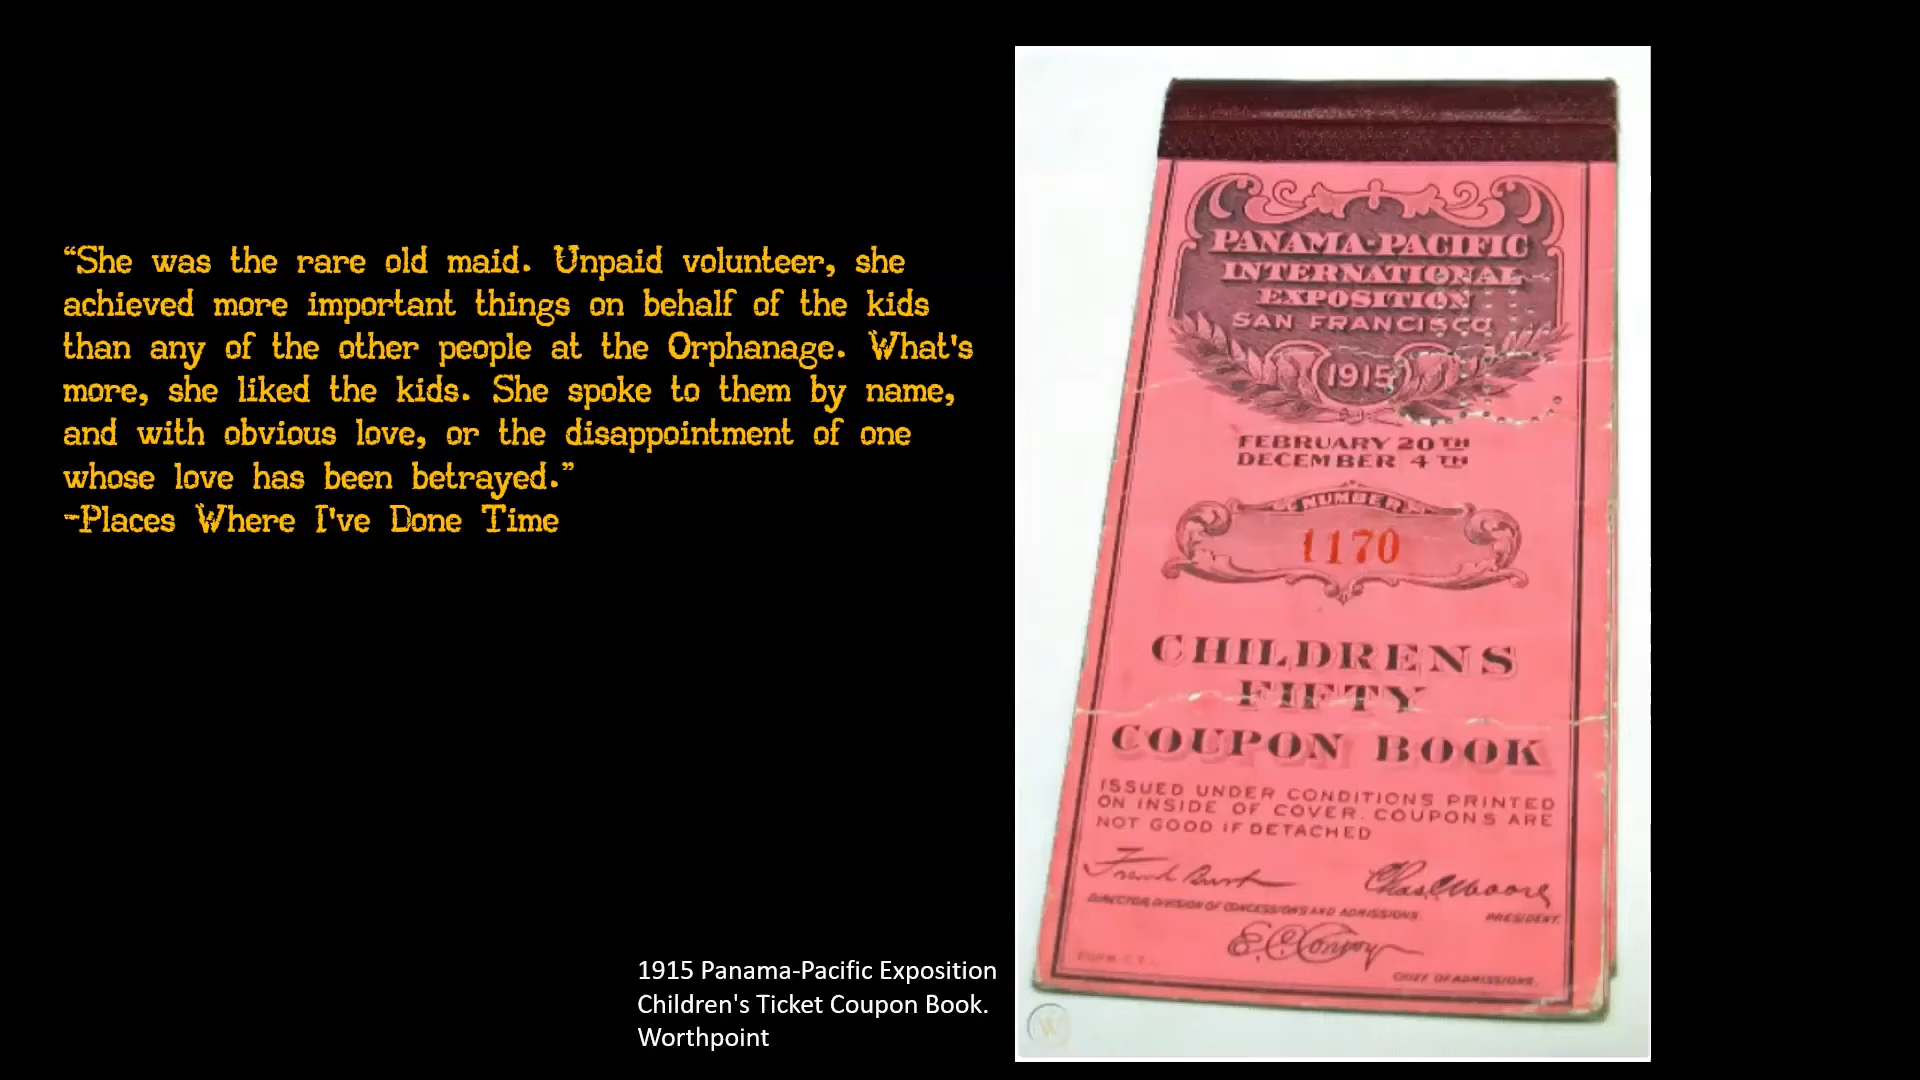 “She was the rare old maid. Unpaid volunteer, she
achieved more important things on behalf of the kids
than any of the other people at the Orphanage. What's
more, she liked the kids. She spoke to them by name,
and with obvious love, or the disappointment of one
whose love has been betrayed.”
-Places Where I've Done Time
1915 Panama-Pacific Exposition
Children's Ticket Coupon Book.
Worthpoint
PANAMA-PACIFIC
INTERNATIONAL
EXPOSITION
SAN FRANCISCO
1915
FEBRUARY 20TH
DECEMBER 4TH
NUMBER
1170
CHILDRENS
FIFTY
COUPON BOOK
ISSUED UNDER CONDITIONS PRINTED
ON INSIDE OF COVER. COUPONS ARE
NOT GOOD IF DETACHED
Frank Burt Chas. C. Moore
DIRECTOR, DIVISION OF CONCESSIONS AND ADMISSIONS PRESIDENT.
CHIEF OF ADMISSIONS.
W